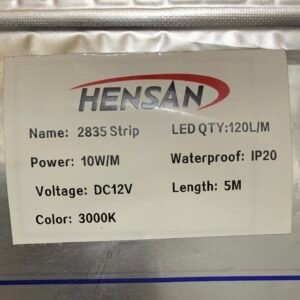 HENSAN
Name: 2835 Strip LED QTY:120L/M
Power: 10W/M Waterproof: IP20
Voltage: DC12V Length: 5M
Color: 3000K